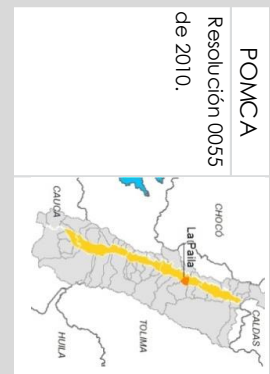 POMCA
Resolución 0055
de 2010.
CHOCÓ
CALDAS
La Paila
TOLIMA
CAUCA
HUILA